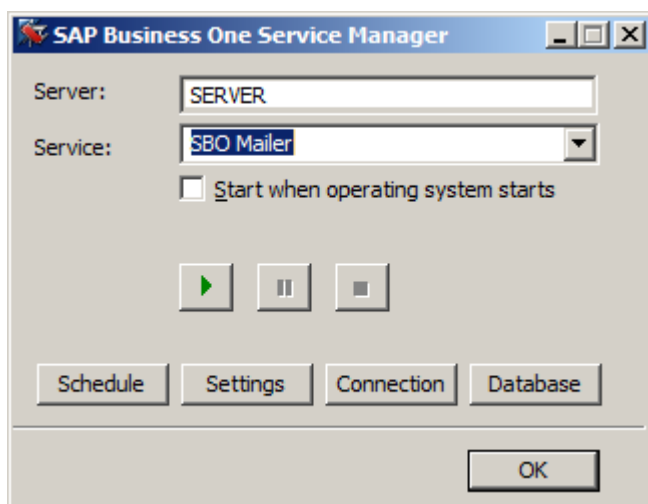 SAP Business One Service Manager
Server: SERVER
Service: SBO Mailer
Start when operating system starts
Schedule Settings Connection Database
OK